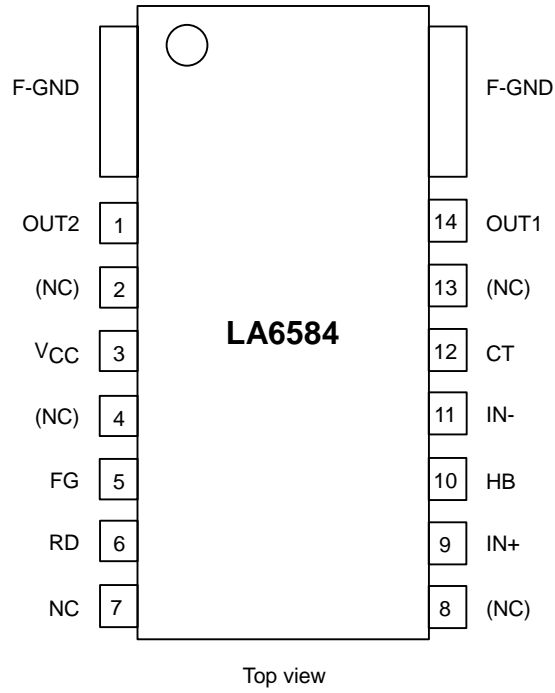 F-GND F-GND
OUT2 1 14 OUT1
(NC) 2 13 (NC)
VCC 3 LA6584 12 CT
(NC) 4 11 IN-
FG 5 10 HB
RD 6 9 IN+
NC 7 8 (NC)
Top view